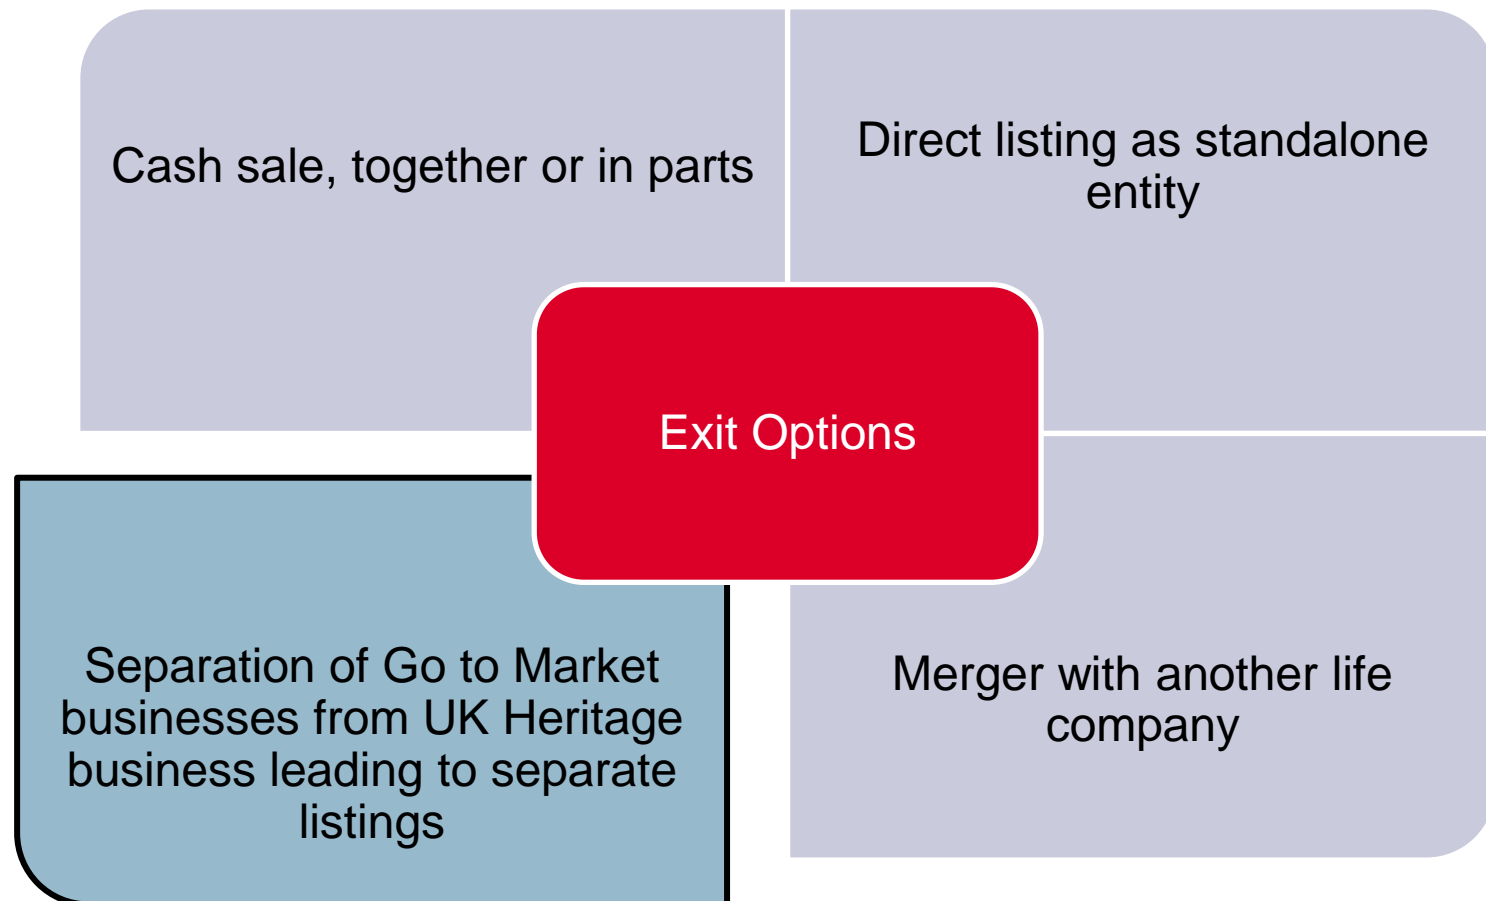 Cash sale, together or in parts
Direct listing as standalone
entity
Exit Options
Separation of Go to Market
businesses from UK Heritage
business leading to separate
listings
Merger with another life
company